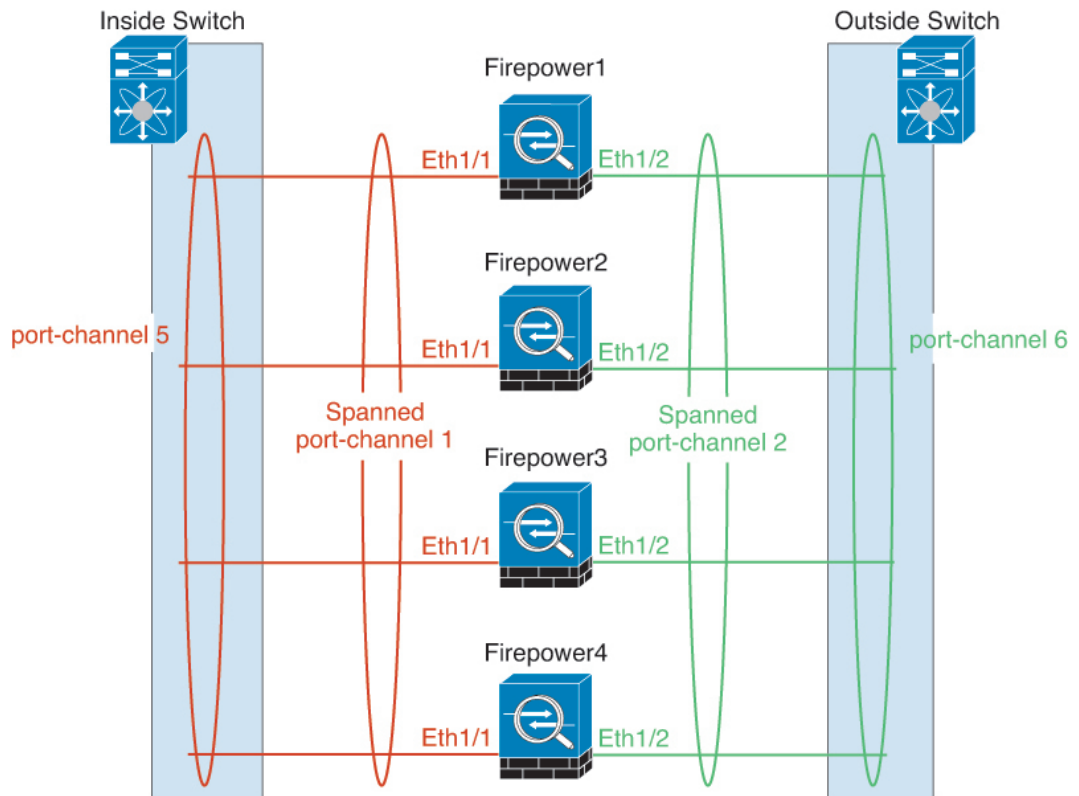 Inside Switch
Outside Switch
Firepower1
Eth1/1
Eth1/2
Firepower2
port-channel 5
Eth1/1
Eth1/2
port-channel 6
Spanned
port-channel 1
Spanned
port-channel 2
Firepower3
Eth1/1
Eth1/2
Firepower4
Eth1/1
Eth1/2